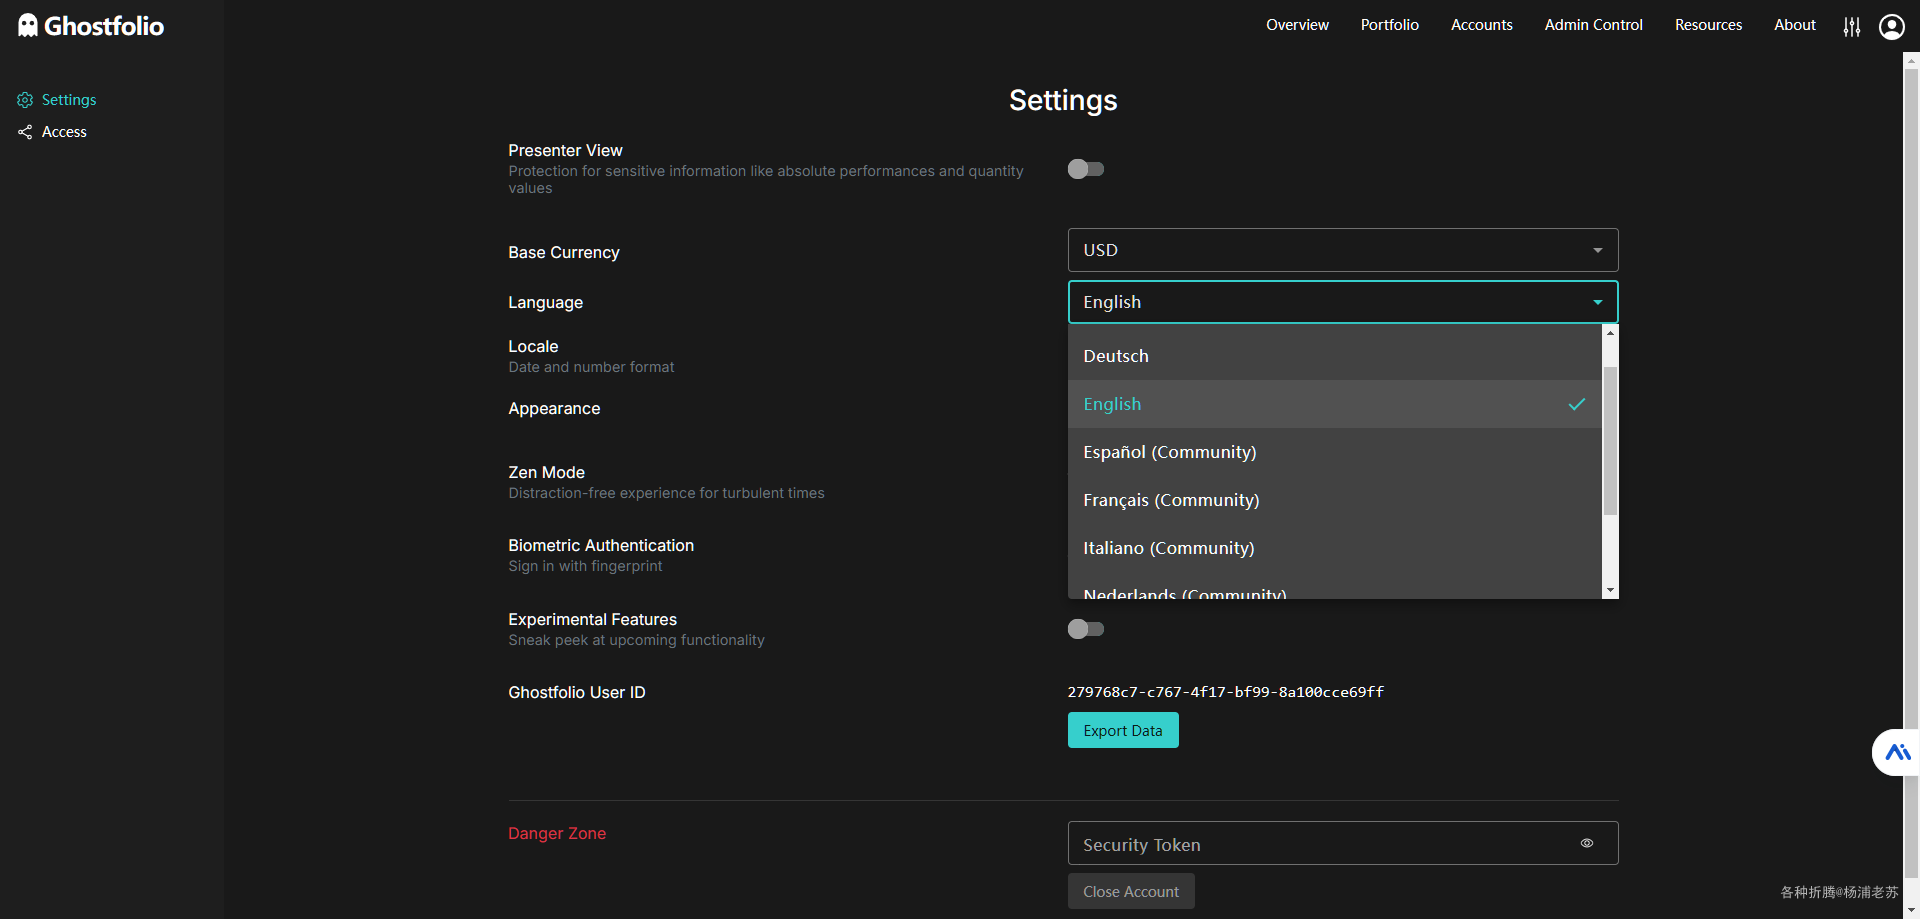 Ghostfolio
Overview Portfolio Accounts Admin Control Resources About
Settings
Access
Settings
Presenter View
Protection for sensitive information like absolute performances and quantity
values
Base Currency
USD
Language
English
Locale
Date and number format
Deutsch
English
Appearance
Español (Community)
Zen Mode
Distraction-free experience for turbulent times
Français (Community)
Biometric Authentication
Sign in with fingerprint
Italiano (Community)
Nederlands (Community)
Experimental Features
Sneak peek at upcoming functionality
Ghostfolio User ID
279768c7-c767-4f17-bf99-8a100cce69ff
Export Data
Danger Zone
Security Token
Close Account
各种折腾@杨浦老苏